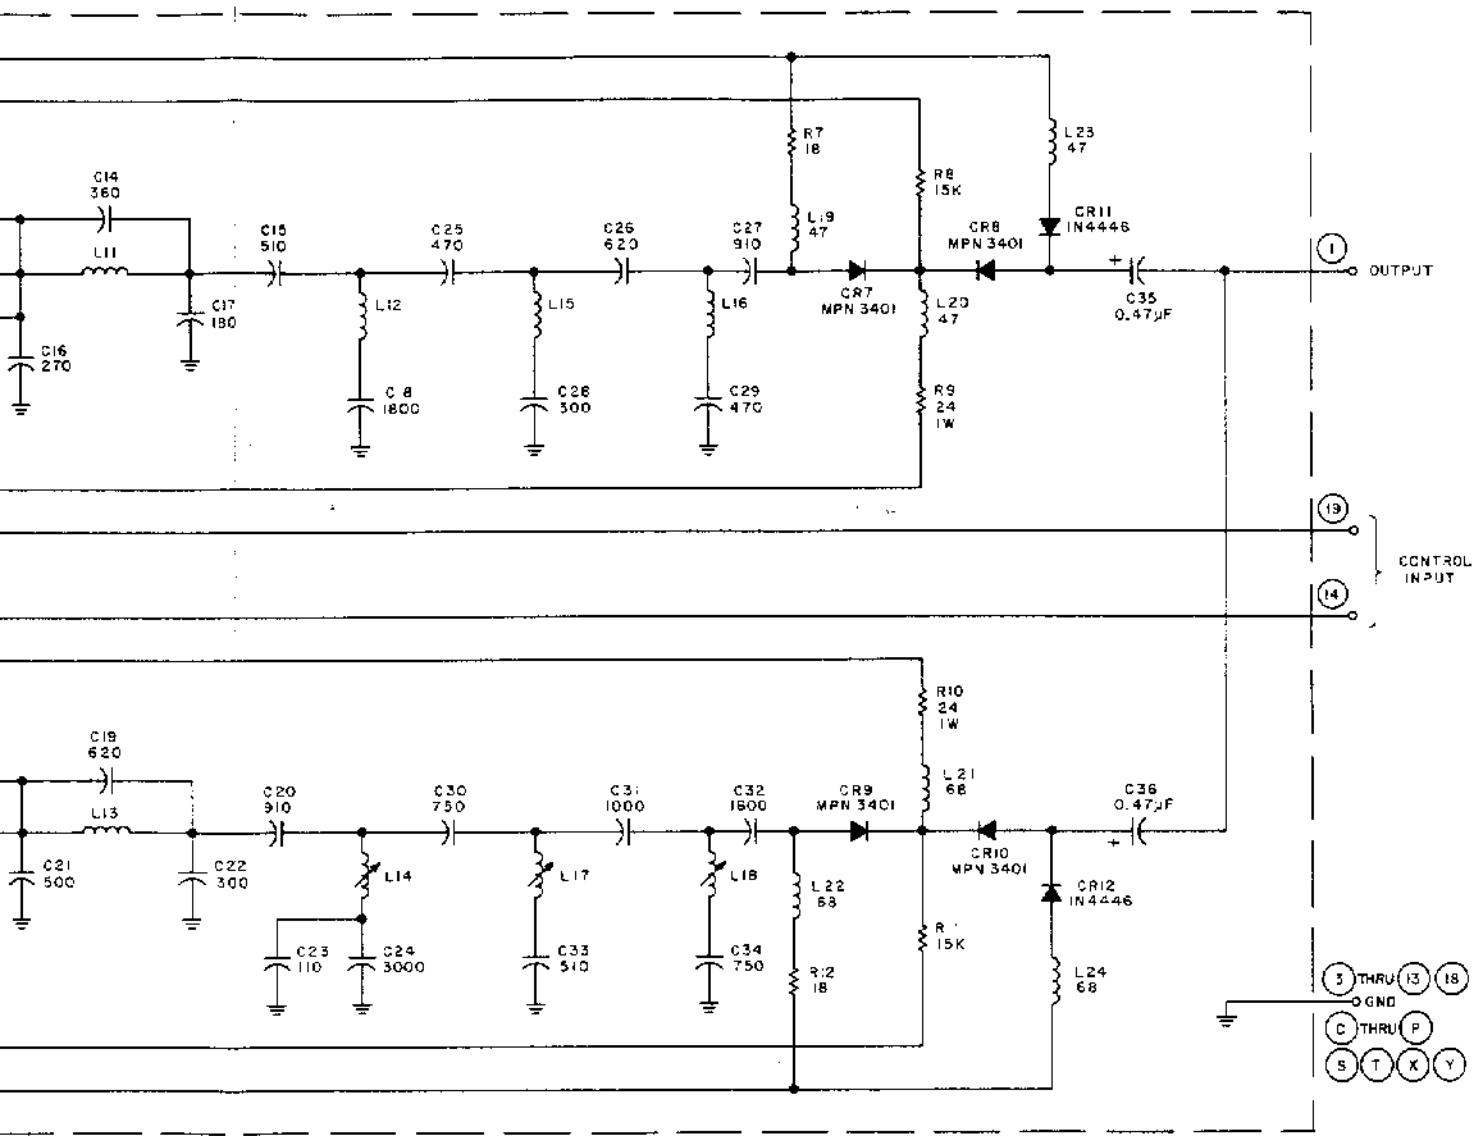 R7
18
L23
47
C14
360
R8
15K
L19
47
CR11
1N4446
C15
510
C25
470
C26
620
C27
910
CR8
MPN 3401
1
L11
OUTPUT
C17
180
L12
L15
L16
CR7
MPN 3401
L20
47
C35
0.47µF
C16
270
C18
1800
C28
300
C29
470
R9
24
1W
19
CONTROL
INPUT
14
R10
24
1W
C19
620
L21
68
C20
910
C30
750
C31
1000
C32
1600
CR9
MPN 3401
C36
0.47µF
L13
CR10
MPN 3401
C21
500
C22
300
L14
L17
L18
L22
68
CR12
1N4446
15K
C23
110
C24
3000
C33
510
C34
750
R12
18
L24
68
3 THRU 13 18
GND
C THRU P
S T X Y